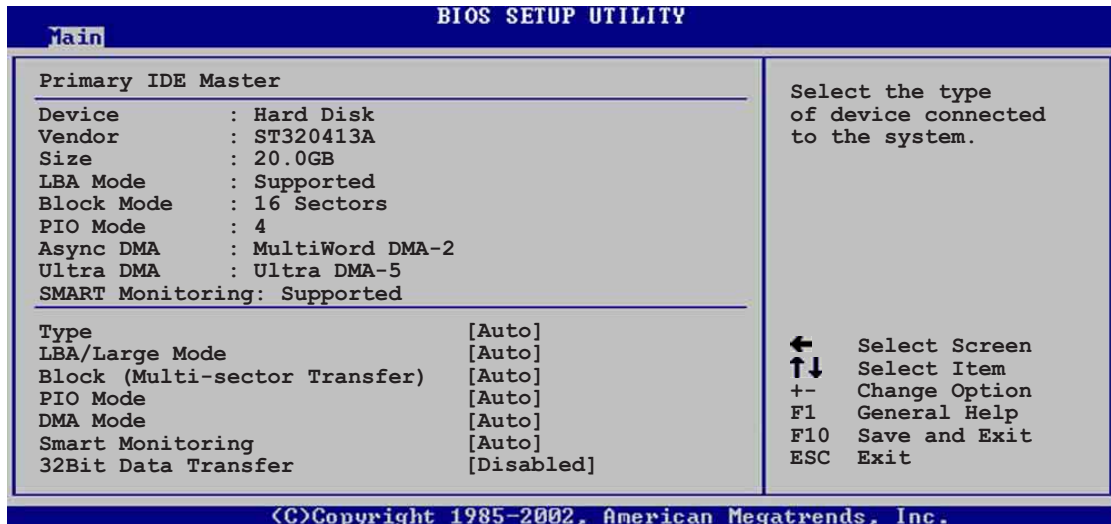 BIOS SETUP UTILITY
Main
Primary IDE Master
Device : Hard Disk
Vendor : ST320413A
Size : 20.0GB
LBA Mode : Supported
Block Mode : 16 Sectors
PIO Mode : 4
Async DMA : MultiWord DMA-2
Ultra DMA : Ultra DMA-5
SMART Monitoring: Supported
Type [Auto]
LBA/Large Mode [Auto]
Block (Multi-sector Transfer) [Auto]
PIO Mode [Auto]
DMA Mode [Auto]
Smart Monitoring [Auto]
32Bit Data Transfer [Disabled]
Select the type
of device connected
to the system.
← Select Screen
↑↓ Select Item
+- Change Option
F1 General Help
F10 Save and Exit
ESC Exit
(C)Copyright 1985-2002, American Megatrends, Inc.